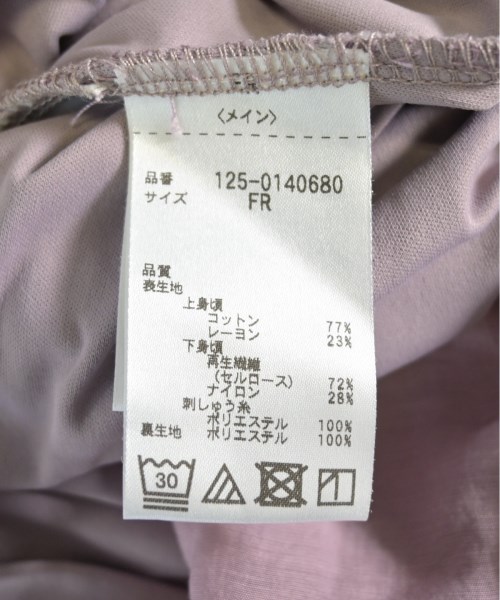 〈メイン〉
品番 125-0140680
サイズ FR
品質
表生地
上身頃
コットン 77%
レーヨン 23%
下身頃
再生繊維
(セルロース) 72%
ナイロン 28%
刺しゅう糸
ポリエステル 100%
裏生地 ポリエステル 100%
30